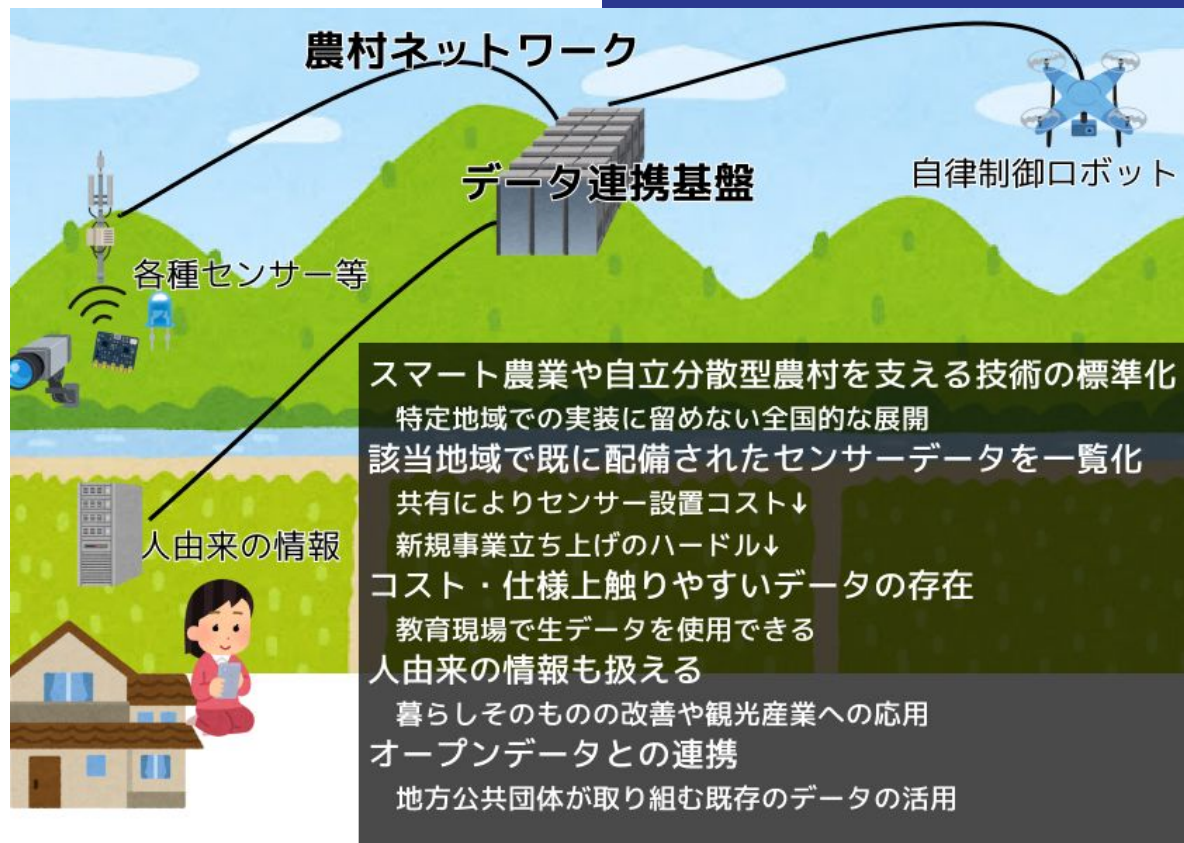 農村ネットワーク
データ連携基盤
自律制御ロボット
各種センサー等
人由来の情報
スマート農業や自立分散型農村を支える技術の標準化
特定地域での実装に留めない全国的な展開
該当地域で既に配備されたセンサーデータを一覧化
共有によりセンサー設置コスト↓
新規事業立ち上げのハードル↓
コスト・仕様上触りやすいデータの存在
教育現場で生データを使用できる
人由来の情報も扱える
暮らしそのものの改善や観光産業への応用
オープンデータとの連携
地方公共団体が取り組む既存のデータの活用